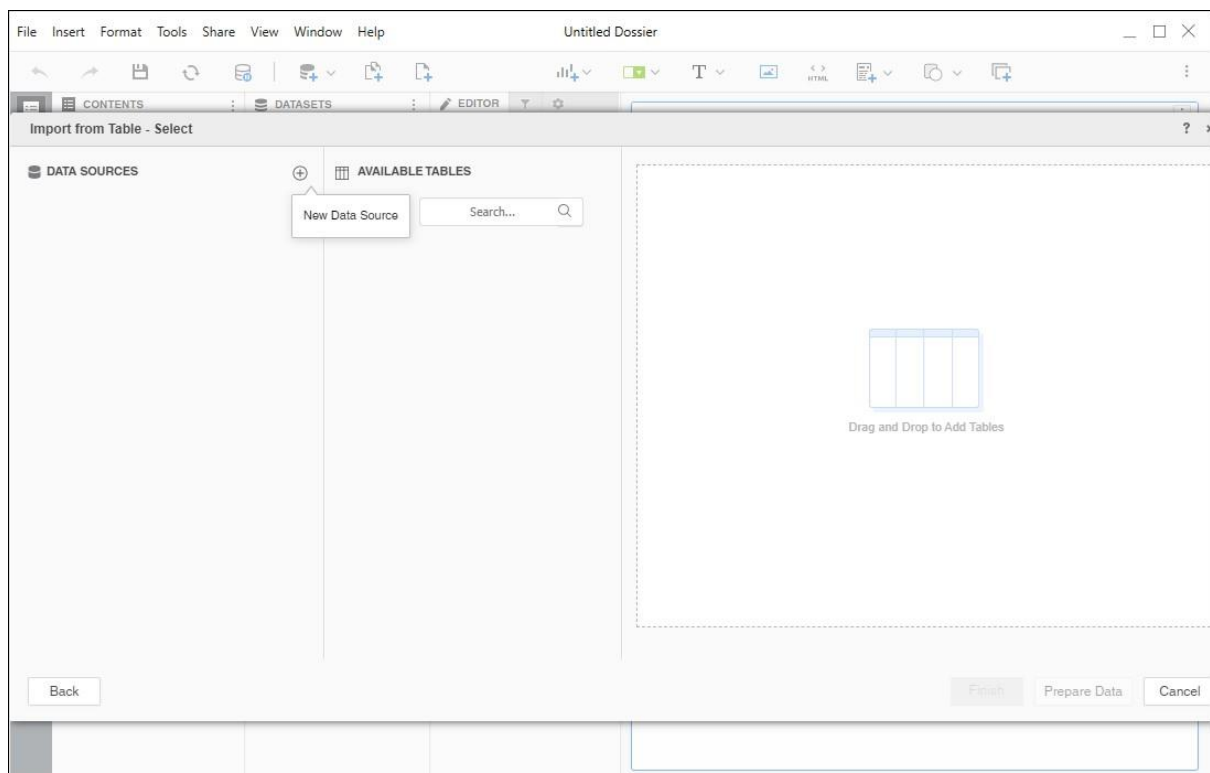 File Insert Format Tools Share View Window Help Untitled Dossier
T HTML
CONTENTS DATASETS EDITOR
Import from Table - Select ?
DATA SOURCES AVAILABLE TABLES
New Data Source Search...
Drag and Drop to Add Tables
Back Finish Prepare Data Cancel